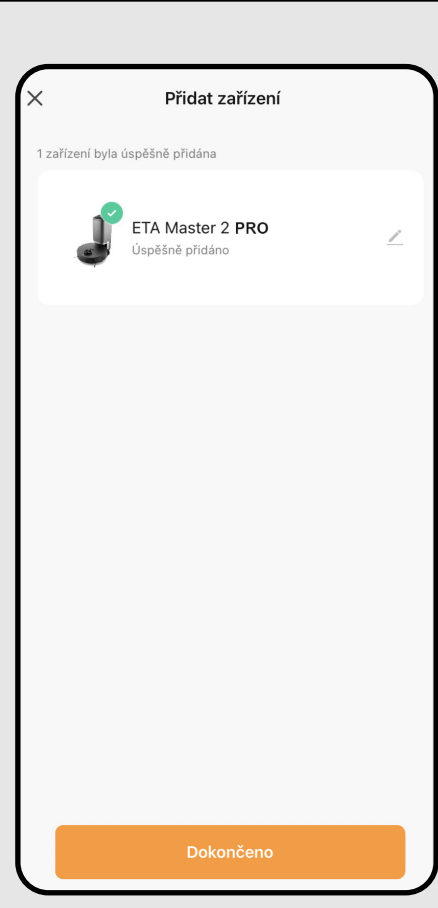 Přidat zařízení
1 zařízení byla úspěšně přidána
ETA Master 2 PRO
Úspěšně přidáno
Dokončeno